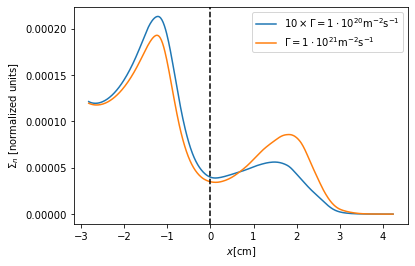 10 × Γ = 1 · 10²⁰m⁻²s⁻¹
Γ = 1 · 10²¹m⁻²s⁻¹
Σₙ [normalized units]
0.00020
0.00015
0.00010
0.00005
0.00000
−3 −2 −1 0 1 2 3 4
x[cm]